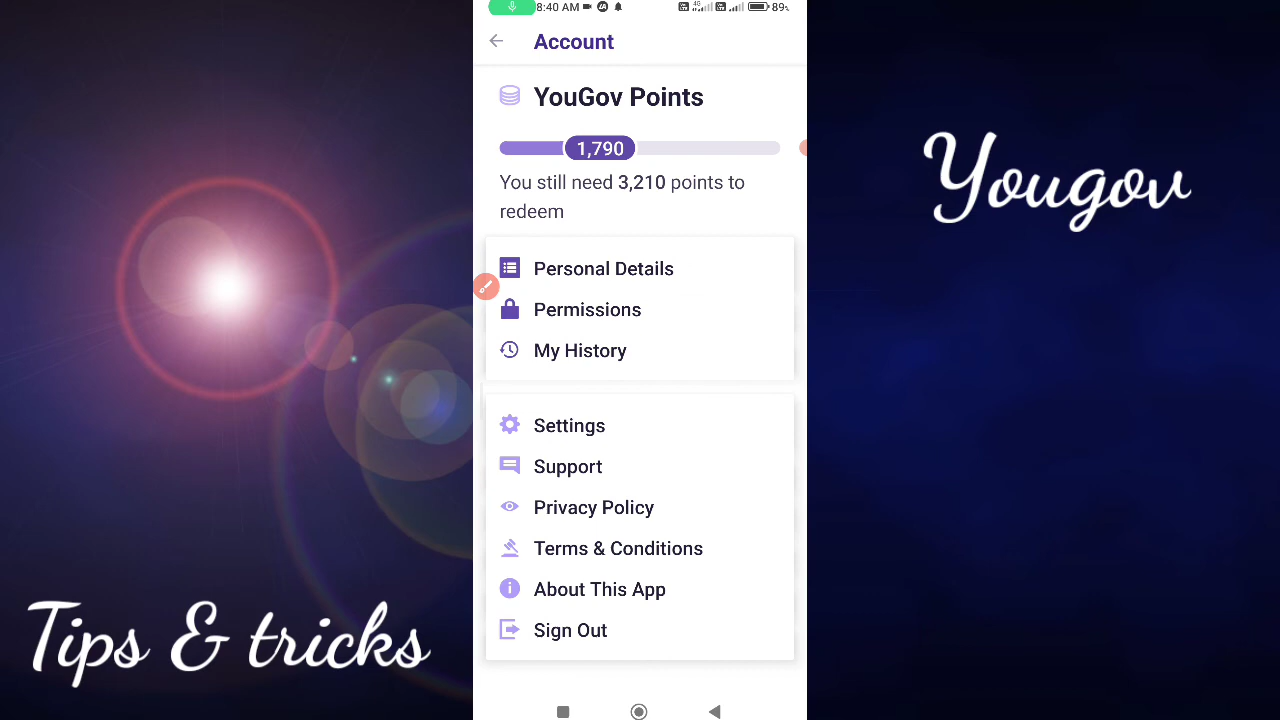 8:40 AM
4G
89%
Account
YouGov Points
1,790
You still need 3,210 points to
redeem
Personal Details
Permissions
My History
Settings
Support
Privacy Policy
Terms & Conditions
About This App
Sign Out
Tips & tricks
Yougov